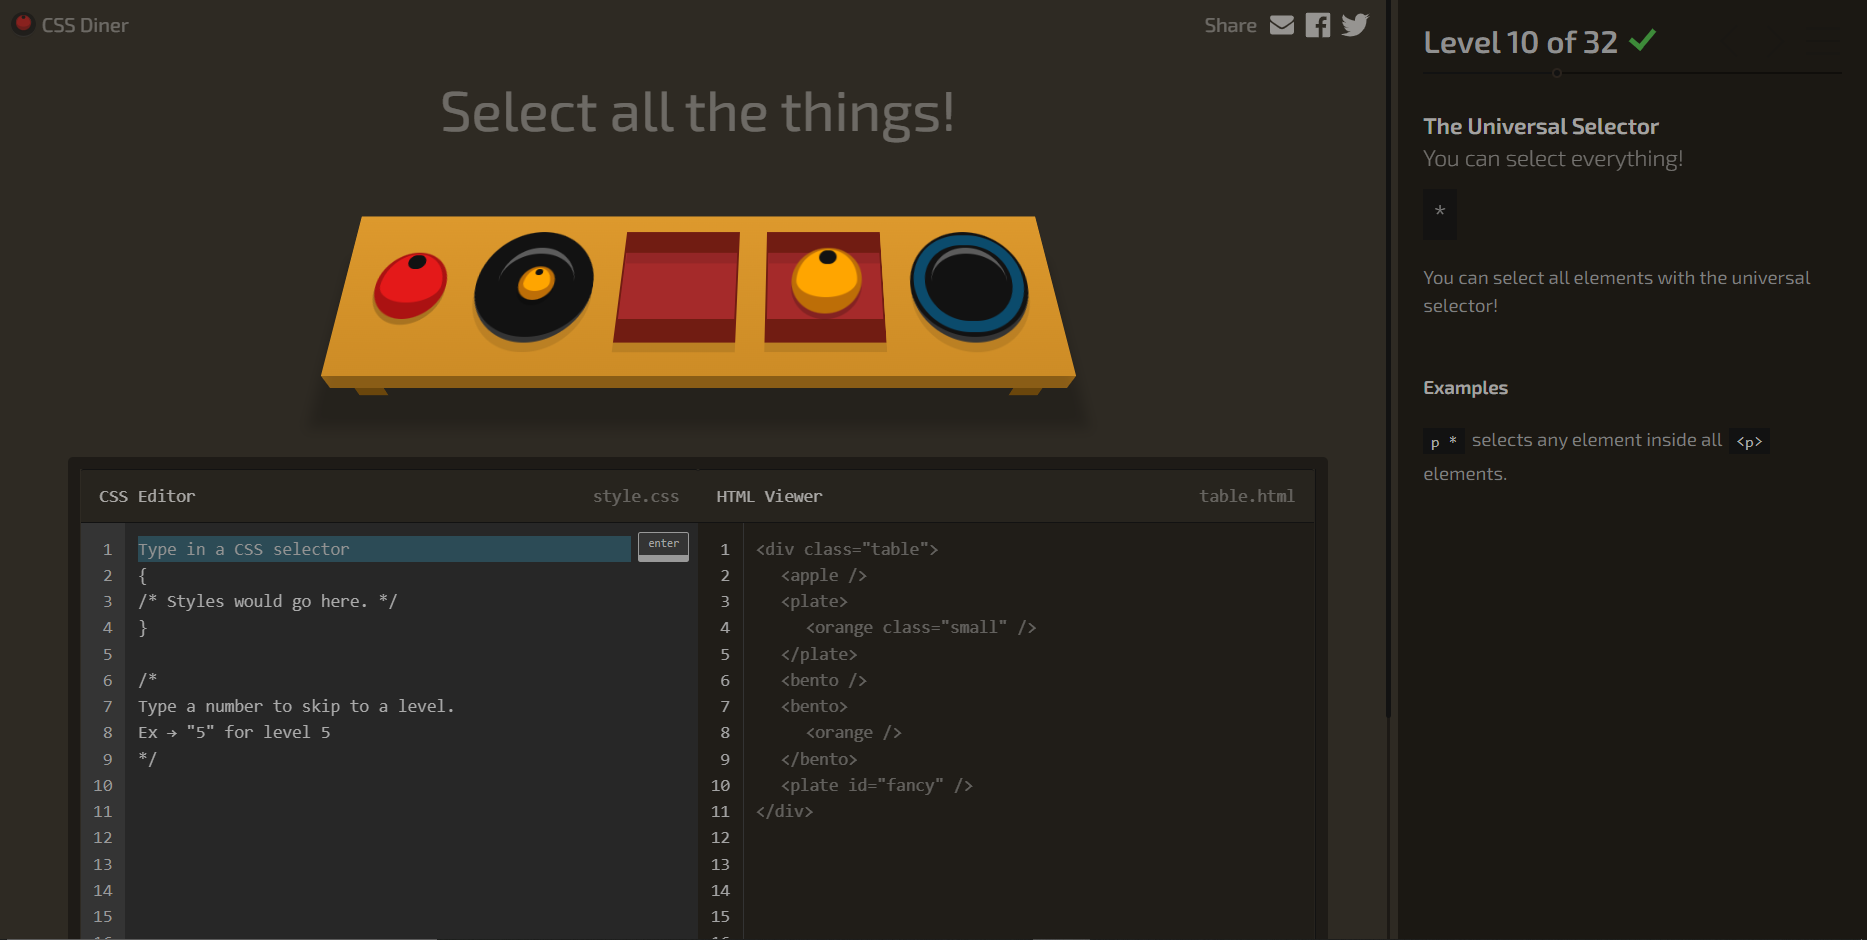 CSS Diner
Share
Select all the things!
CSS Editor
style.css
1
2
3
4
5
6
7
8
9
10
11
12
13
14
15
Type in a CSS selector
enter
{
/* Styles would go here. */
}
/*
Type a number to skip to a level.
Ex → "5" for level 5
*/
HTML Viewer
table.html
1
2
3
4
5
6
7
8
9
10
11
12
13
14
15
<div class="table">
<apple />
<plate>
<orange class="small" />
</plate>
<bento />
<bento>
<orange />
</bento>
<plate id="fancy" />
</div>
Level 10 of 32
The Universal Selector
You can select everything!
*
You can select all elements with the universal
selector!
Examples
p * selects any element inside all <p>
elements.